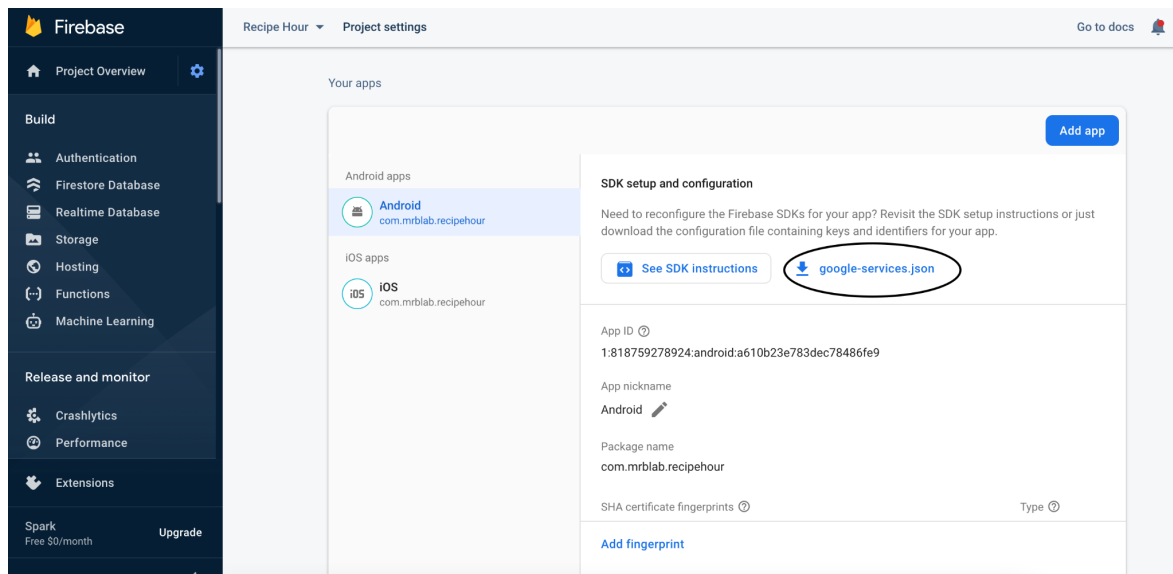 Firebase
Recipe Hour
Project settings
Go to docs
Project Overview
Build
Authentication
Firestore Database
Realtime Database
Storage
Hosting
Functions
Machine Learning
Release and monitor
Crashlytics
Performance
Extensions
Spark
Free $0/month
Upgrade
Your apps
Add app
Android apps
Android
com.mrblab.recipehour
iOS apps
iOS
iOS
com.mrblab.recipehour
SDK setup and configuration
Need to reconfigure the Firebase SDKs for your app? Revisit the SDK setup instructions or just
download the configuration file containing keys and identifiers for your app.
See SDK instructions
google-services.json
App ID
1:818759278924:android:a610b23e783dec78486fe9
App nickname
Android
Package name
com.mrblab.recipehour
SHA certificate fingerprints
Type
Add fingerprint